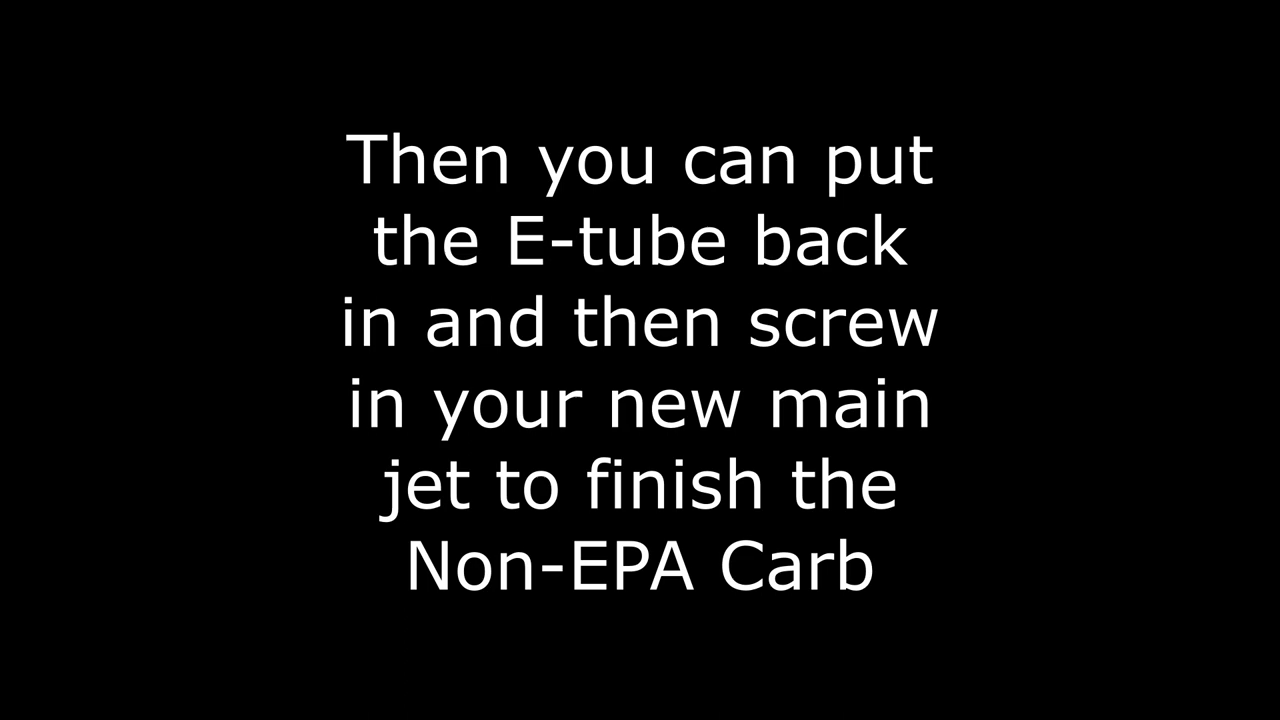 Then you can put
the E-tube back
in and then screw
in your new main
jet to finish the
Non-EPA Carb